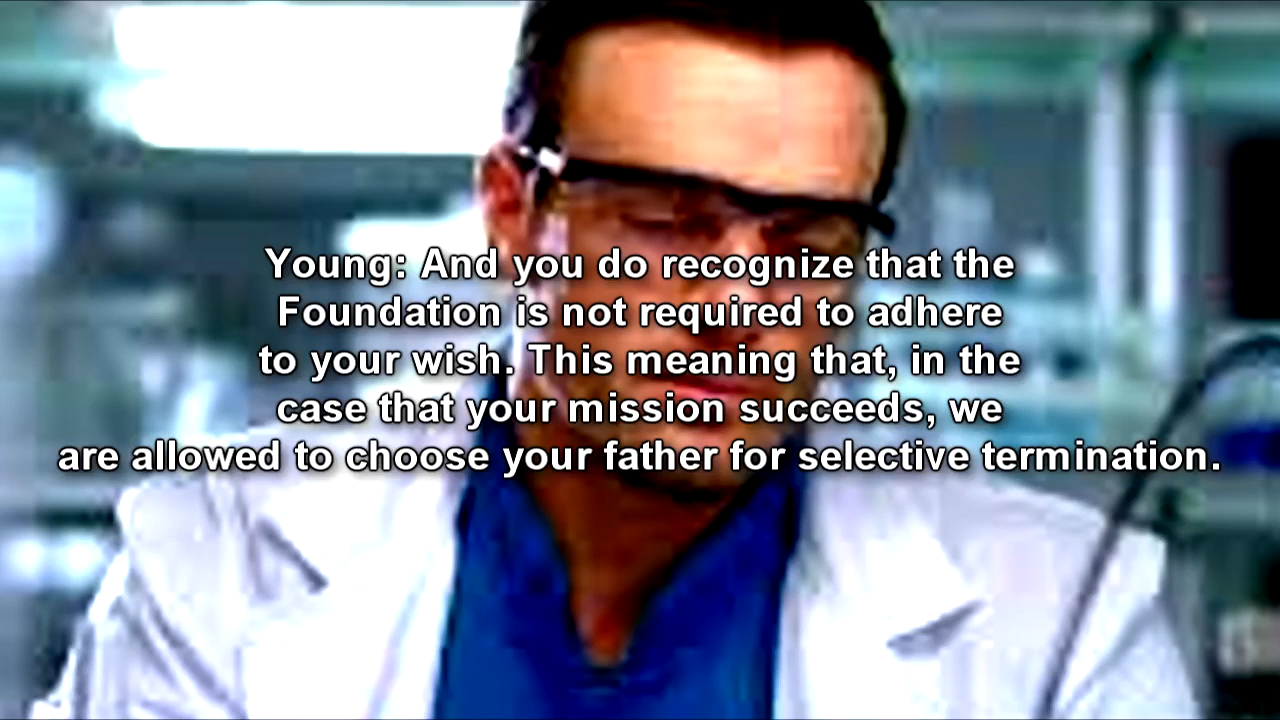 Young: And you do recognize that the
Foundation is not required to adhere
to your wish. This meaning that, in the
case that your mission succeeds, we
are allowed to choose your father for selective termination.